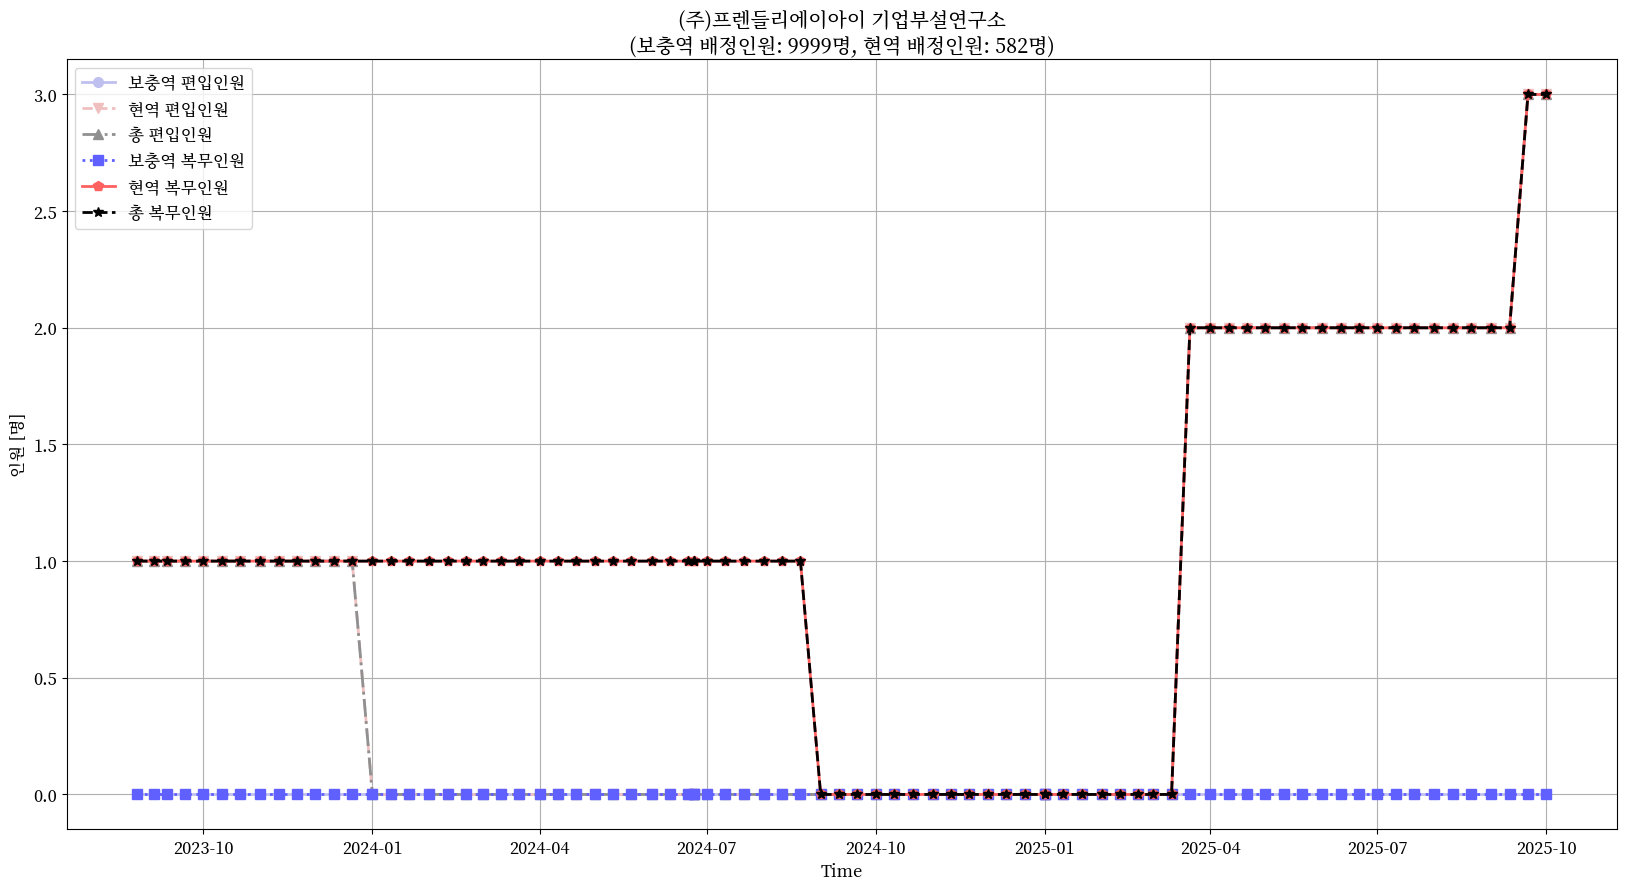 (주)프렌들리에이아이 기업부설연구소
(보충역 배정인원: 9999명, 현역 배정인원: 582명)
보충역 편입인원
현역 편입인원
총 편입인원
보충역 복무인원
현역 복무인원
총 복무인원
인원 [명]
3.0
2.5
2.0
1.5
1.0
0.5
0.0
2023-10
2024-01
2024-04
2024-07
2024-10
2025-01
2025-04
2025-07
2025-10
Time